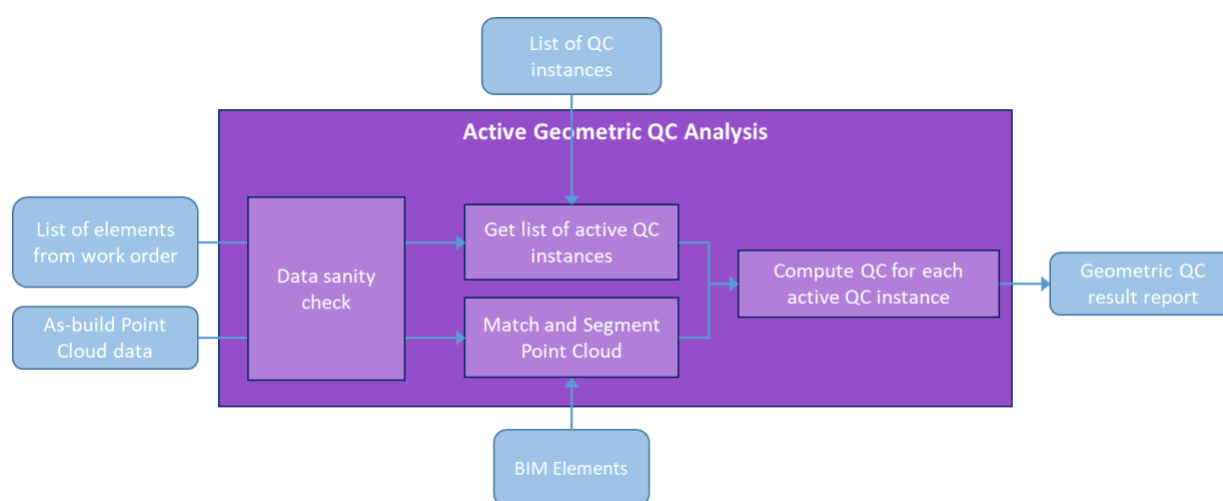 List of QC
instances
Active Geometric QC Analysis
List of elements
from work order
As-build Point
Cloud data
Data sanity
check
Get list of active QC
instances
Match and Segment
Point Cloud
Compute QC for each
active QC instance
Geometric QC
result report
BIM Elements